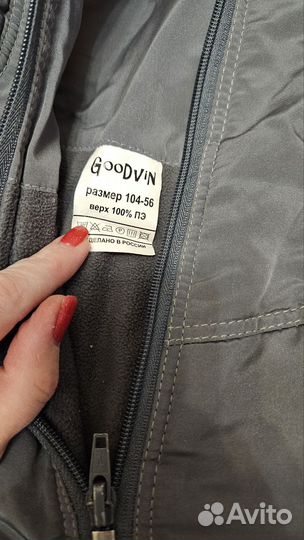 GOODViN
размер 104-56
верх 100% ПЭ
СДЕЛАНО В РОССИИ
Avito